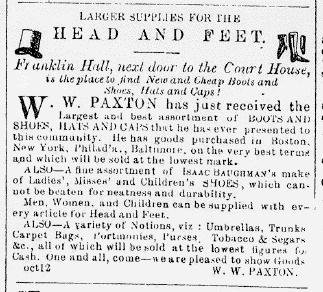 LARGER SUPPLIES FOR THE
HEAD AND FEET.
Franklin Hall, next door to the Court House,
is the place to find New and Cheap Boots and
Shoes, Hats and Caps!
W. W. PAXTON has just received the
Largest and best assortment of BOOTS AND
SHOES, HATS AND CAPS that he has ever presented to
this community. He has goods purchased in Boston,
New York, Philad'a., Baltimore, on the very best terms
and which will be sold at the lowest mark.
ALSO—A fine assortment of ISAAC BAUGHMAN's make
of Ladies', Misses' and Children's SHOES, which can-
not be beaten for neatness and durability.
Men, Women, and Children can be supplied with ev-
ery article for Head and Feet.
ALSO—A variety of Notions, viz: Umbrellas, Trunks
Carpet Bags, Portmonies, Purses, Tobacco & Segars
&c., all of which will be sold at the lowest figures fo
Cash. One and all, come—we are pleased to show Goods
oct12 W. W. PAXTON.